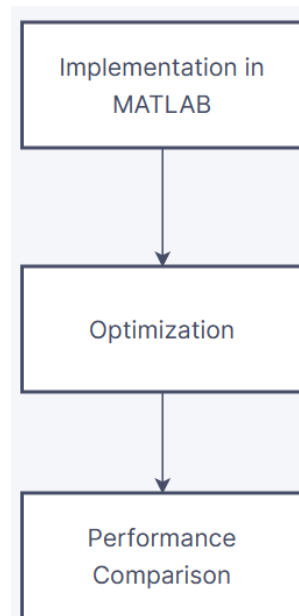 Implementation in
MATLAB
Optimization
Performance
Comparison